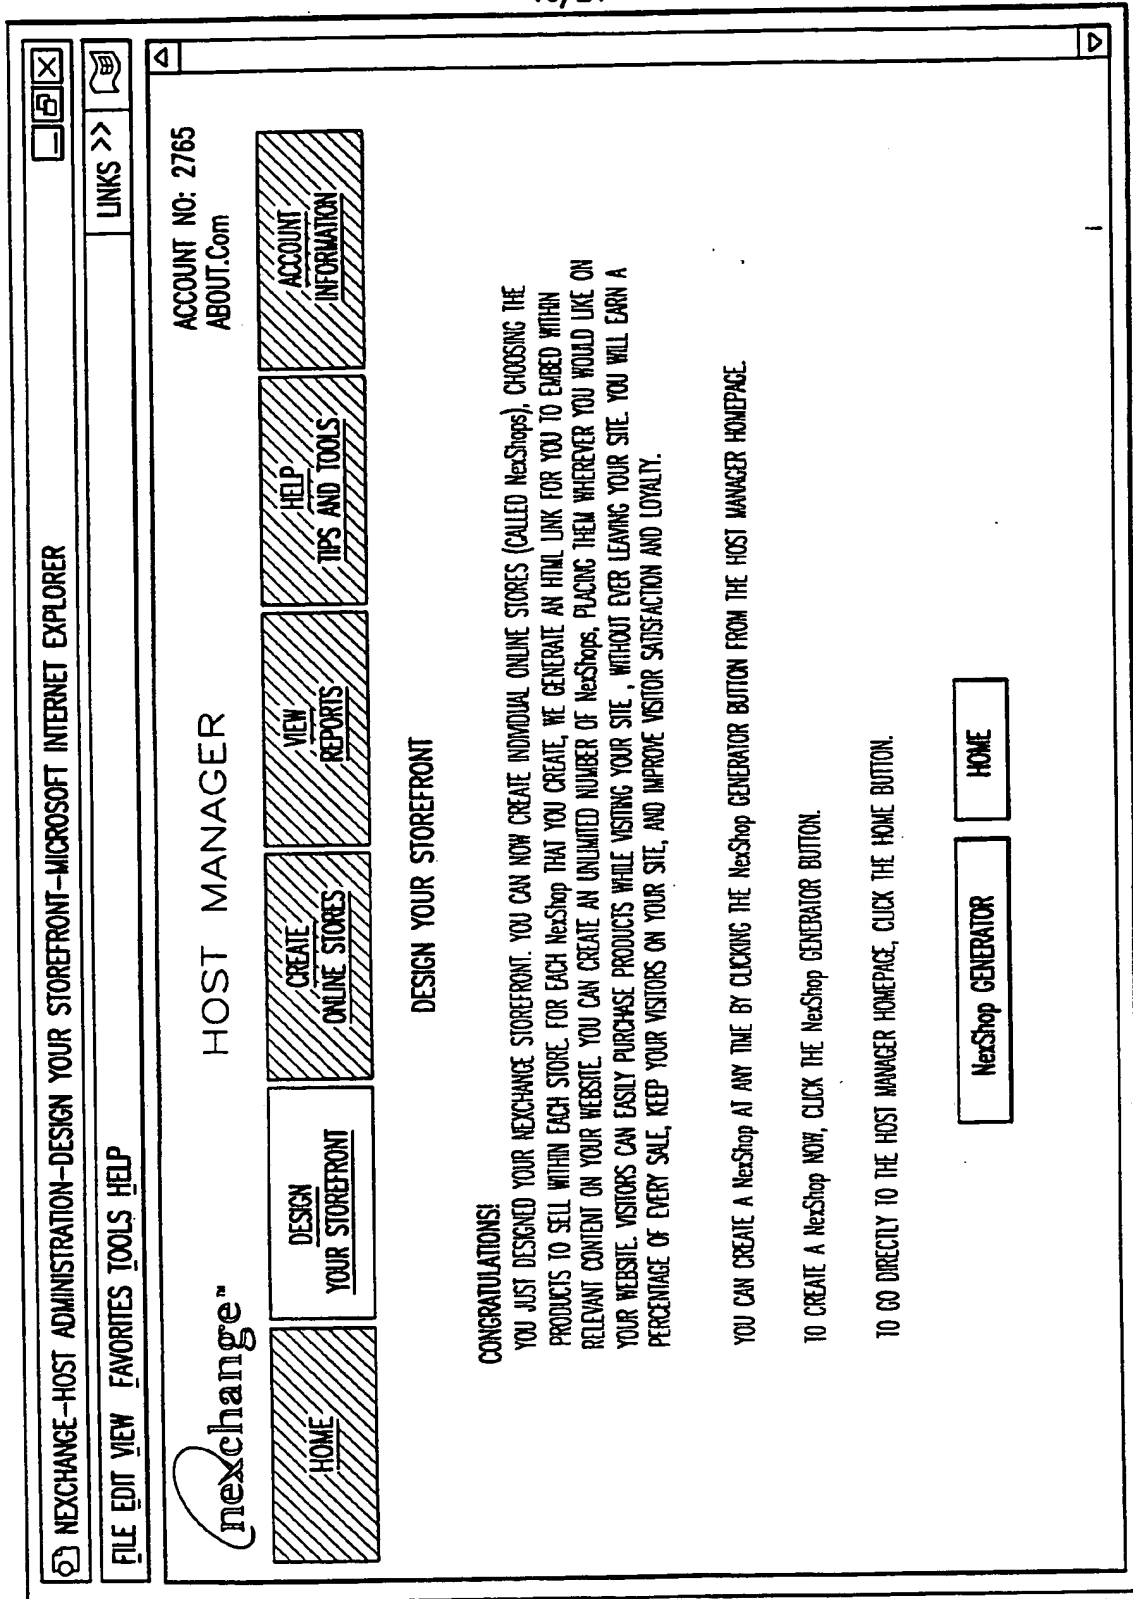 NEXCHANGE-HOST ADMINISTRATION-DESIGN YOUR STOREFRONT-MICROSOFT INTERNET EXPLORER
FILE EDIT VIEW FAVORITES TOOLS HELP
LINKS >>
nexchange™
HOST MANAGER
ACCOUNT NO: 2765
ABOUT.Com
HOME
DESIGN
YOUR STOREFRONT
CREATE
ONLINE STORES
VIEW
REPORTS
HELP
TIPS AND TOOLS
ACCOUNT
INFORMATION
DESIGN YOUR STOREFRONT
CONGRATULATIONS!
YOU JUST DESIGNED YOUR NEXCHANGE STOREFRONT. YOU CAN NOW CREATE INDIVIDUAL ONLINE STORES (CALLED NexShops), CHOOSING THE
PRODUCTS TO SELL WITHIN EACH STORE. FOR EACH NexShop THAT YOU CREATE, WE GENERATE AN HTML LINK FOR YOU TO EMBED WITHIN
RELEVANT CONTENT ON YOUR WEBSITE. YOU CAN CREATE AN UNLIMITED NUMBER OF NexShops, PLACING THEM WHEREVER YOU WOULD LIKE ON
YOUR WEBSITE. VISITORS CAN EASILY PURCHASE PRODUCTS WHILE VISITING YOUR SITE , WITHOUT EVER LEAVING YOUR SITE. YOU WILL EARN A
PERCENTAGE OF EVERY SALE, KEEP YOUR VISITORS ON YOUR SITE, AND IMPROVE VISITOR SATISFACTION AND LOYALTY.
YOU CAN CREATE A NexShop AT ANY TIME BY CLICKING THE NexShop GENERATOR BUTTON FROM THE HOST MANAGER HOMEPAGE.
TO CREATE A NexShop NOW, CLICK THE NexShop GENERATOR BUTTON.
TO GO DIRECTLY TO THE HOST MANAGER HOMEPAGE, CLICK THE HOME BUTTON.
NexShop GENERATOR
HOME